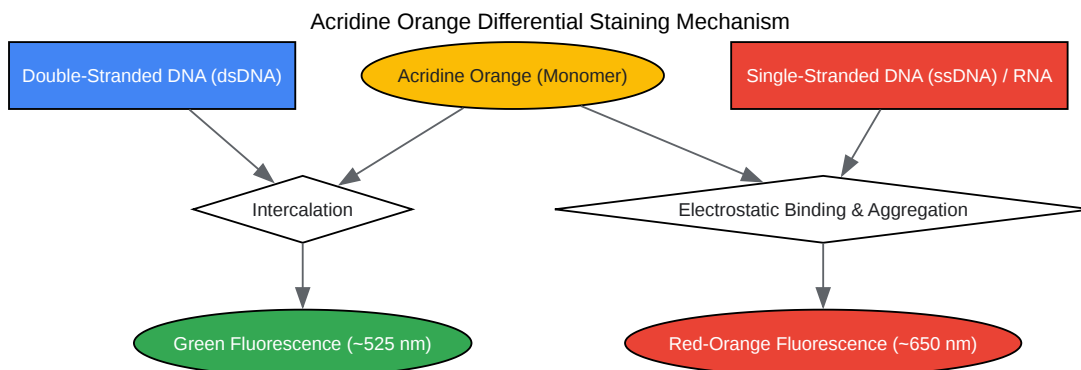 Acridine Orange Differential Staining Mechanism
Double-Stranded DNA (dsDNA)
Acridine Orange (Monomer)
Single-Stranded DNA (ssDNA) / RNA
Intercalation
Electrostatic Binding & Aggregation
Green Fluorescence (~525 nm)
Red-Orange Fluorescence (~650 nm)